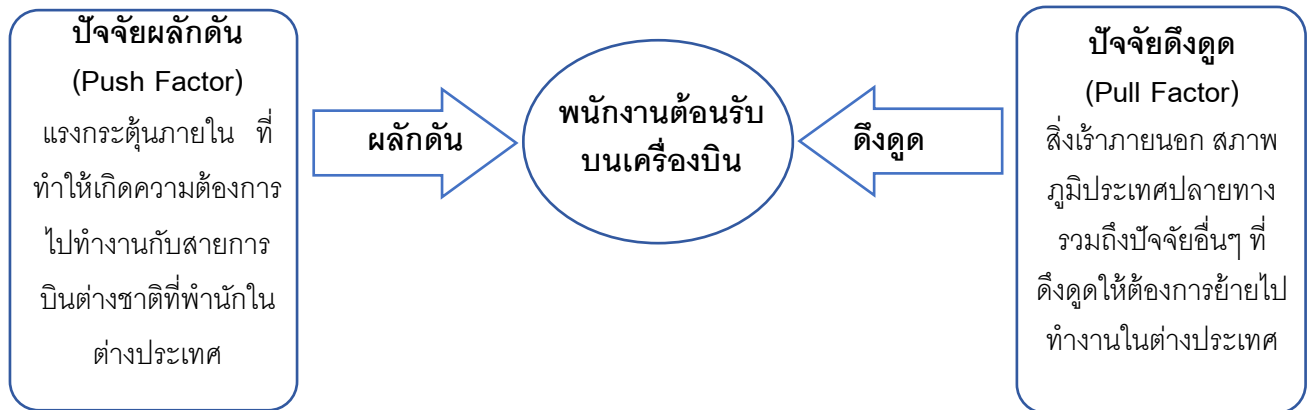 ปัจจัยผลักดัน
(Push Factor)
แรงกระตุ้นภายใน ที่
ทำให้เกิดความต้องการ
ไปทำงานกับสายการ
บินต่างชาติที่พำนักใน
ต่างประเทศ
ผลักดัน
พนักงานต้อนรับ
บนเครื่องบิน
ดึงดูด
ปัจจัยดึงดูด
(Pull Factor)
สิ่งเร้าภายนอก สภาพ
ภูมิประเทศปลายทาง
รวมถึงปัจจัยอื่นๆ ที่
ดึงดูดให้ต้องการย้ายไป
ทำงานในต่างประเทศ